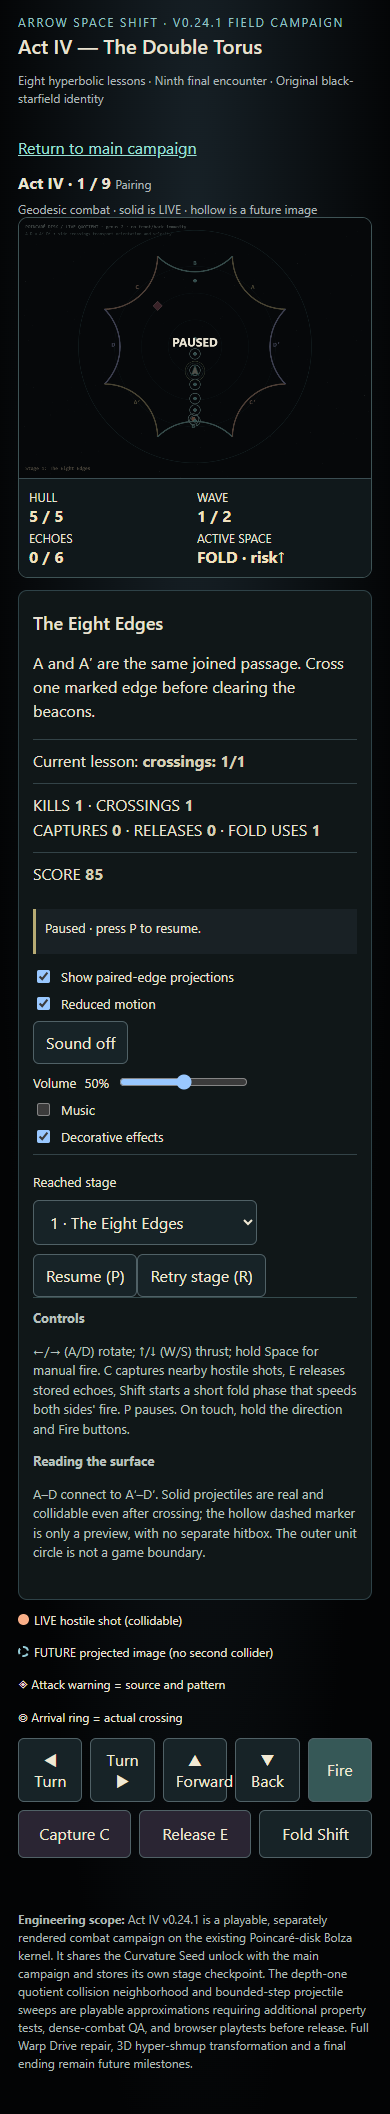 ARROW SPACE SHIFT · V0.24.1 FIELD CAMPAIGN
Act IV — The Double Torus
Eight hyperbolic lessons · Ninth final encounter · Original black-
starfield identity
Return to main campaign
Act IV · 1 / 9 Pairing
Geodesic combat · solid is LIVE · hollow is a future image
B
C
A
D
D'
A'
C'
PAUSED
Stage 1: The Eight Edges
HULL
5 / 5
WAVE
1 / 2
ECHOES
0 / 6
ACTIVE SPACE
FOLD · risk↑
The Eight Edges
A and A′ are the same joined passage. Cross
one marked edge before clearing the
beacons.
Current lesson: crossings: 1/1
KILLS 1 · CROSSINGS 1
CAPTURES 0 · RELEASES 0 · FOLD USES 1
SCORE 85
Paused · press P to resume.
Show paired-edge projections
Reduced motion
Sound off
Volume 50%
Music
Decorative effects
Reached stage
1 · The Eight Edges
Resume (P) Retry stage (R)
Controls
←/→ (A/D) rotate; ↑/↓ (W/S) thrust; hold Space for
manual fire. C captures nearby hostile shots, E releases
stored echoes, Shift starts a short fold phase that speeds
both sides' fire. P pauses. On touch, hold the direction
and Fire buttons.
Reading the surface
A–D connect to A′–D′. Solid projectiles are real and
collidable even after crossing; the hollow dashed marker
is only a preview, with no separate hitbox. The outer unit
circle is not a game boundary.
LIVE hostile shot (collidable)
FUTURE projected image (no second collider)
Attack warning = source and pattern
Arrival ring = actual crossing
◀ Turn
Turn ▶
▲ Forward
▼ Back
Fire
Capture C
Release E
Fold Shift
Engineering scope: Act IV v0.24.1 is a playable, separately
rendered combat campaign on the existing Poincaré-disk Bolza
kernel. It shares the Curvature Seed unlock with the main
campaign and stores its own stage checkpoint. The depth-one
quotient collision neighborhood and bounded-step projectile
sweeps are playable approximations requiring additional property
tests, dense-combat QA, and browser playtests before release. Full
Warp Drive repair, 3D hyper-shmup transformation and a final
ending remain future milestones.